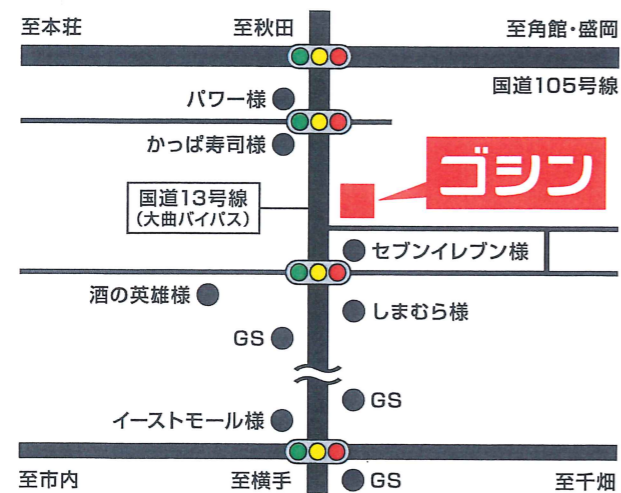 至本荘
至秋田
至角館・盛岡
国道105号線
パワー様
かっぱ寿司様
ゴシン
国道13号線
(大曲バイパス)
セブンイレブン様
酒の英雄様
しまむら様
GS
GS
イーストモール様
至市内
至横手
GS
至千畑